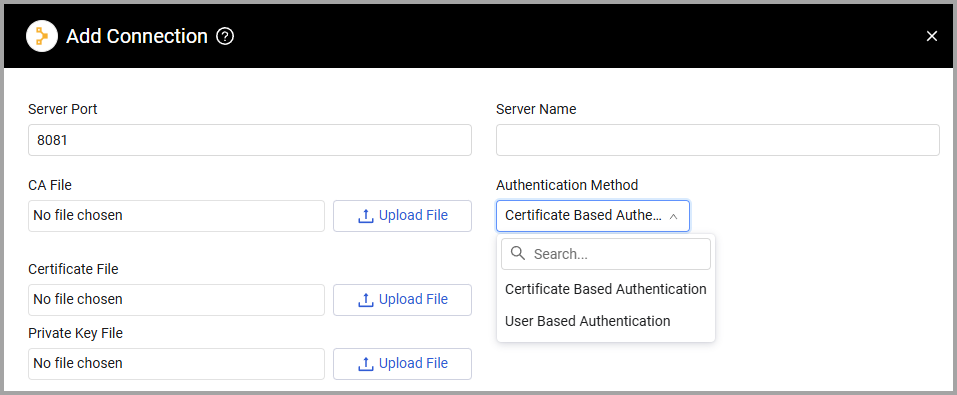 Add Connection ?
Server Port
Server Name
8081
CA File
Authentication Method
No file chosen
Upload File
Certificate Based Authe...
Search...
Certificate File
Certificate Based Authentication
No file chosen
Upload File
User Based Authentication
Private Key File
No file chosen
Upload File